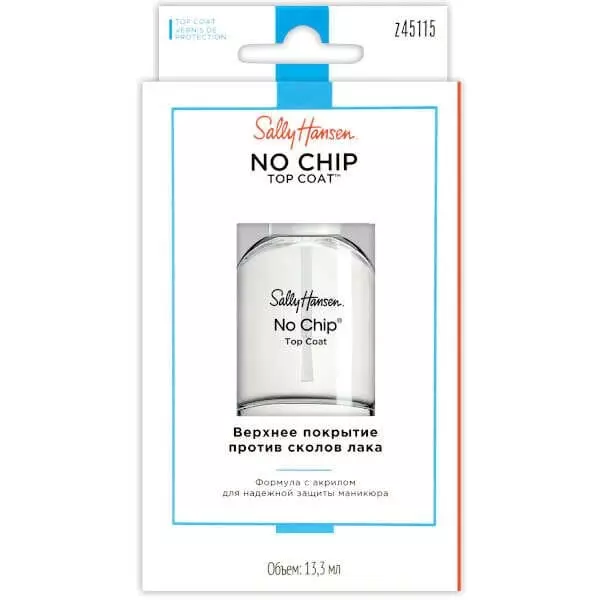 TOP COAT
VERNIS DE
PROTECTION
z45115
Sally Hansen.
NO CHIP
TOP COAT™
Sally Hansen.
No Chip®
Top Coat
Верхнее покрытие
против сколов лака
Формула с акрилом
для надежной защиты маникюра
Объем: 13,3 мл